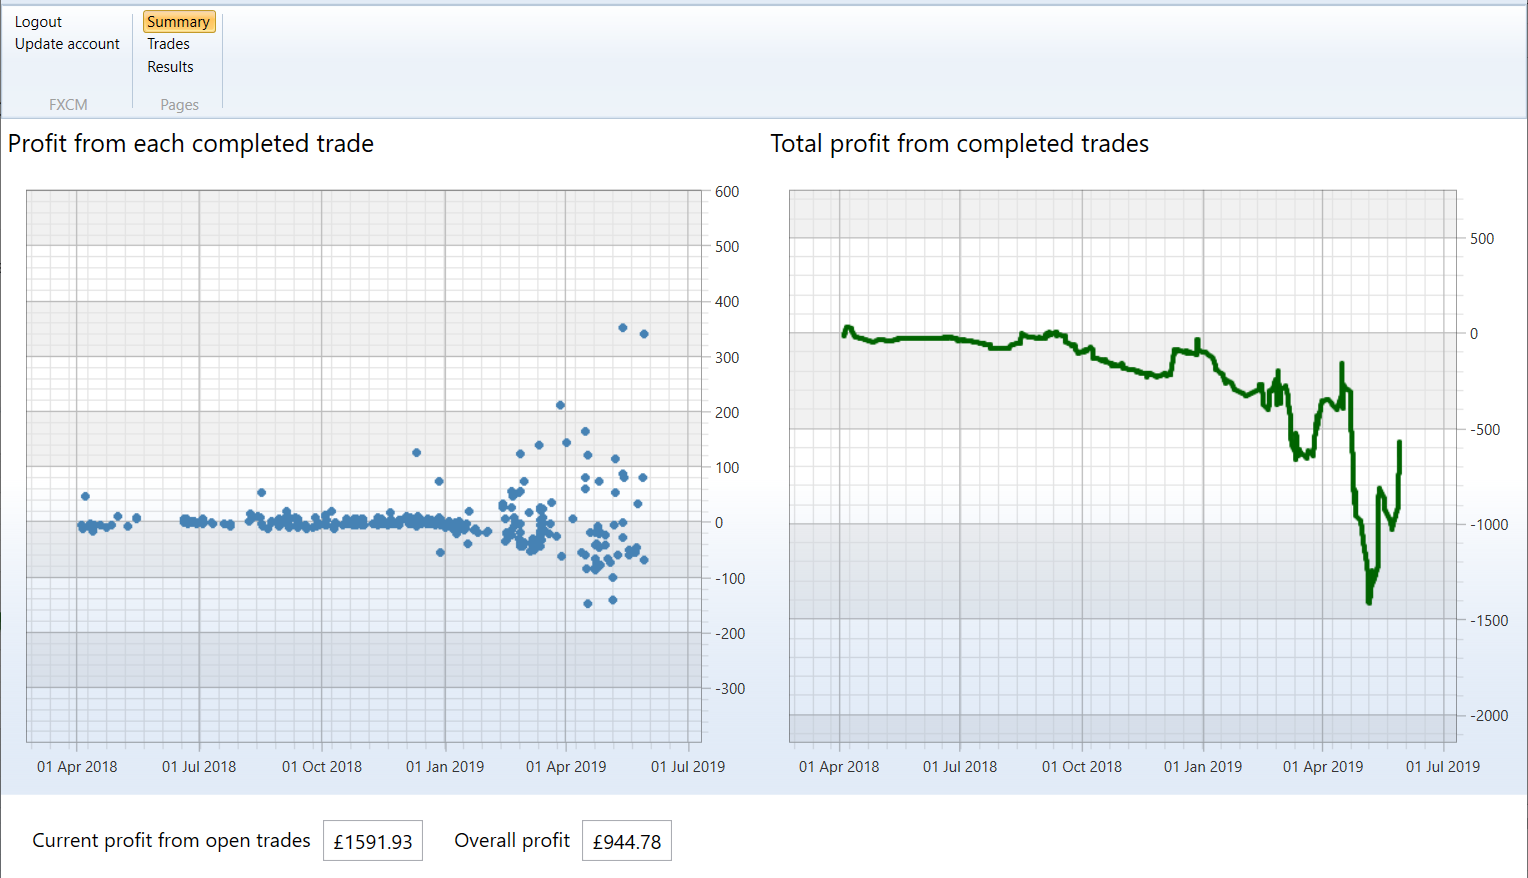 Logout
Update account
FXCM
Summary
Trades
Results
Pages
Profit from each completed trade
600
500
400
300
200
100
0
-100
-200
-300
01 Apr 2018 01 Jul 2018 01 Oct 2018 01 Jan 2019 01 Apr 2019 01 Jul 2019
Total profit from completed trades
500
0
-500
-1000
-1500
-2000
01 Apr 2018 01 Jul 2018 01 Oct 2018 01 Jan 2019 01 Apr 2019 01 Jul 2019
Current profit from open trades £1591.93 Overall profit £944.78